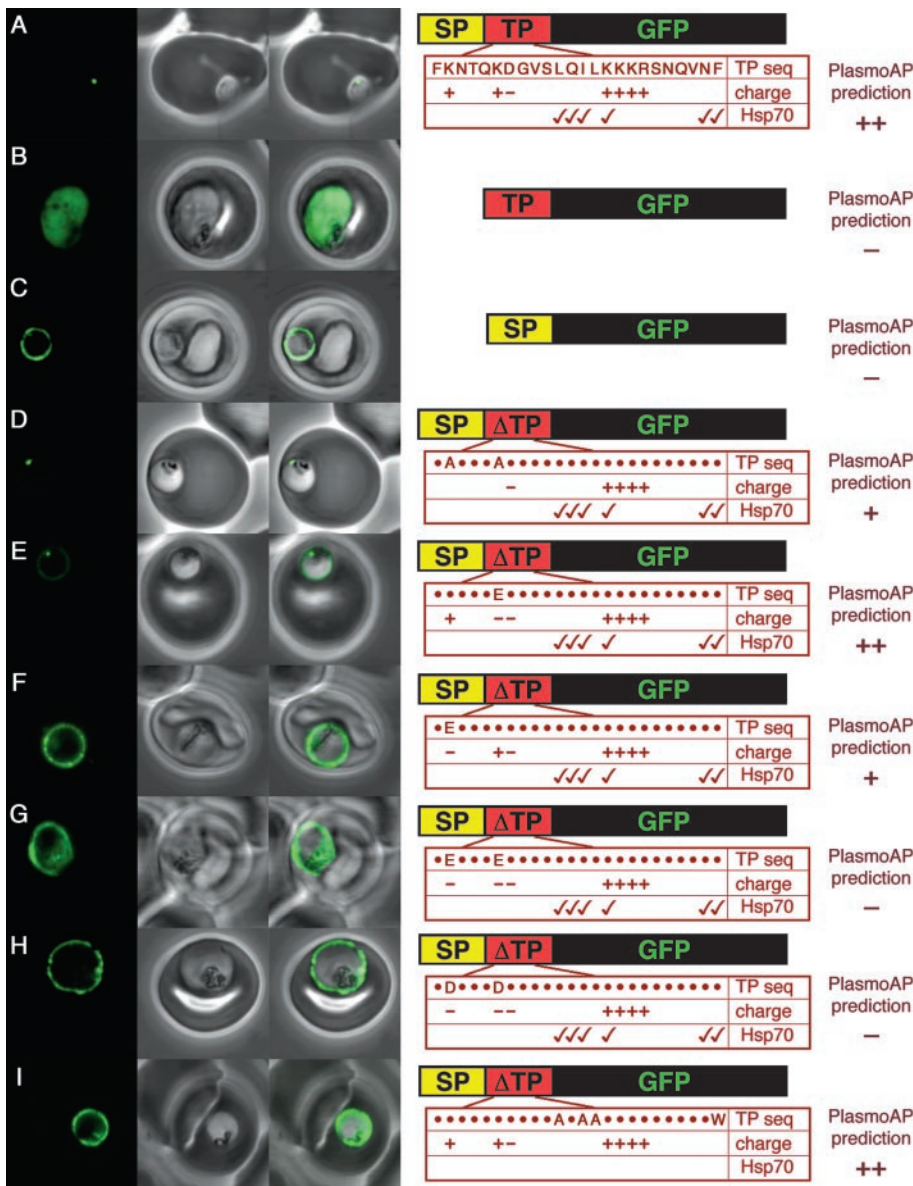 A
SP TP GFP
FKNTQKDGVSLQILKKKRSNQVNF TP seq
+ +– ++++ charge
✓✓✓ ✓ ✓✓ Hsp70
PlasmoAP
prediction
++
B
TP GFP
PlasmoAP
prediction
–
C
SP GFP
PlasmoAP
prediction
–
D
SP ΔTP GFP
•A••••A•••••••••••••••••• TP seq
– ++++ charge
✓✓✓ ✓ ✓✓ Hsp70
PlasmoAP
prediction
+
E
SP ΔTP GFP
•••••E•••••••••••••••••• TP seq
+ –– ++++ charge
✓✓✓ ✓ ✓✓ Hsp70
PlasmoAP
prediction
++
F
SP ΔTP GFP
•E•••••••••••••••••••••• TP seq
– +– ++++ charge
✓✓✓ ✓ ✓✓ Hsp70
PlasmoAP
prediction
+
G
SP ΔTP GFP
•E•••E•••••••••••••••••• TP seq
– –– ++++ charge
✓✓✓ ✓ ✓✓ Hsp70
PlasmoAP
prediction
–
H
SP ΔTP GFP
•D•••D•••••••••••••••••• TP seq
– –– ++++ charge
✓✓✓ ✓ ✓✓ Hsp70
PlasmoAP
prediction
–
I
SP ΔTP GFP
••••••••••A•AA•••••••••W TP seq
+ +– ++++ charge
Hsp70
PlasmoAP
prediction
++